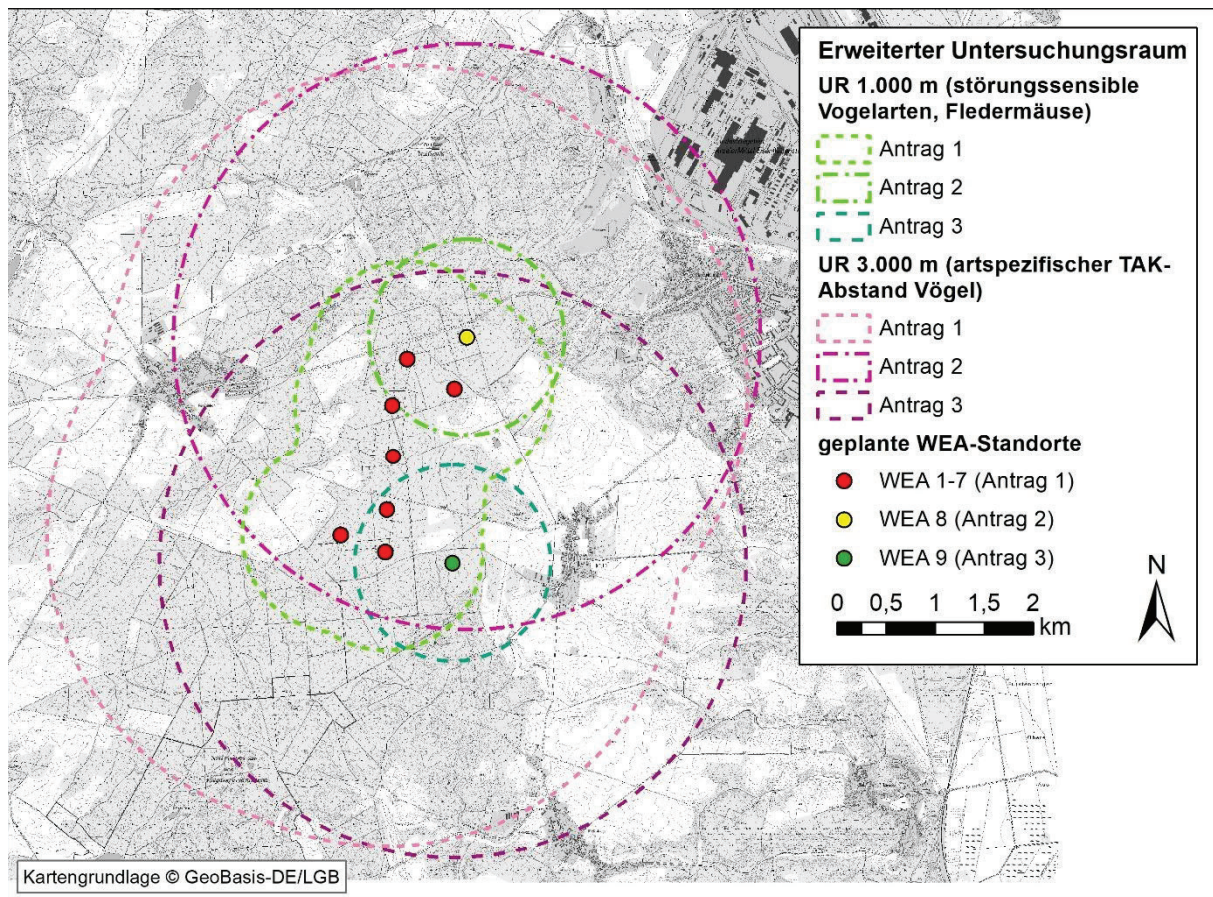 Erweiterter Untersuchungsraum
UR 1.000 m (störungssensible
Vogelarten, Fledermäuse)
Antrag 1
Antrag 2
Antrag 3
UR 3.000 m (artspezifischer TAK-
Abstand Vögel)
Antrag 1
Antrag 2
Antrag 3
geplante WEA-Standorte
WEA 1-7 (Antrag 1)
WEA 8 (Antrag 2)
WEA 9 (Antrag 3)
N
0 0,5 1 1,5 2
km
Kartengrundlage © GeoBasis-DE/LGB